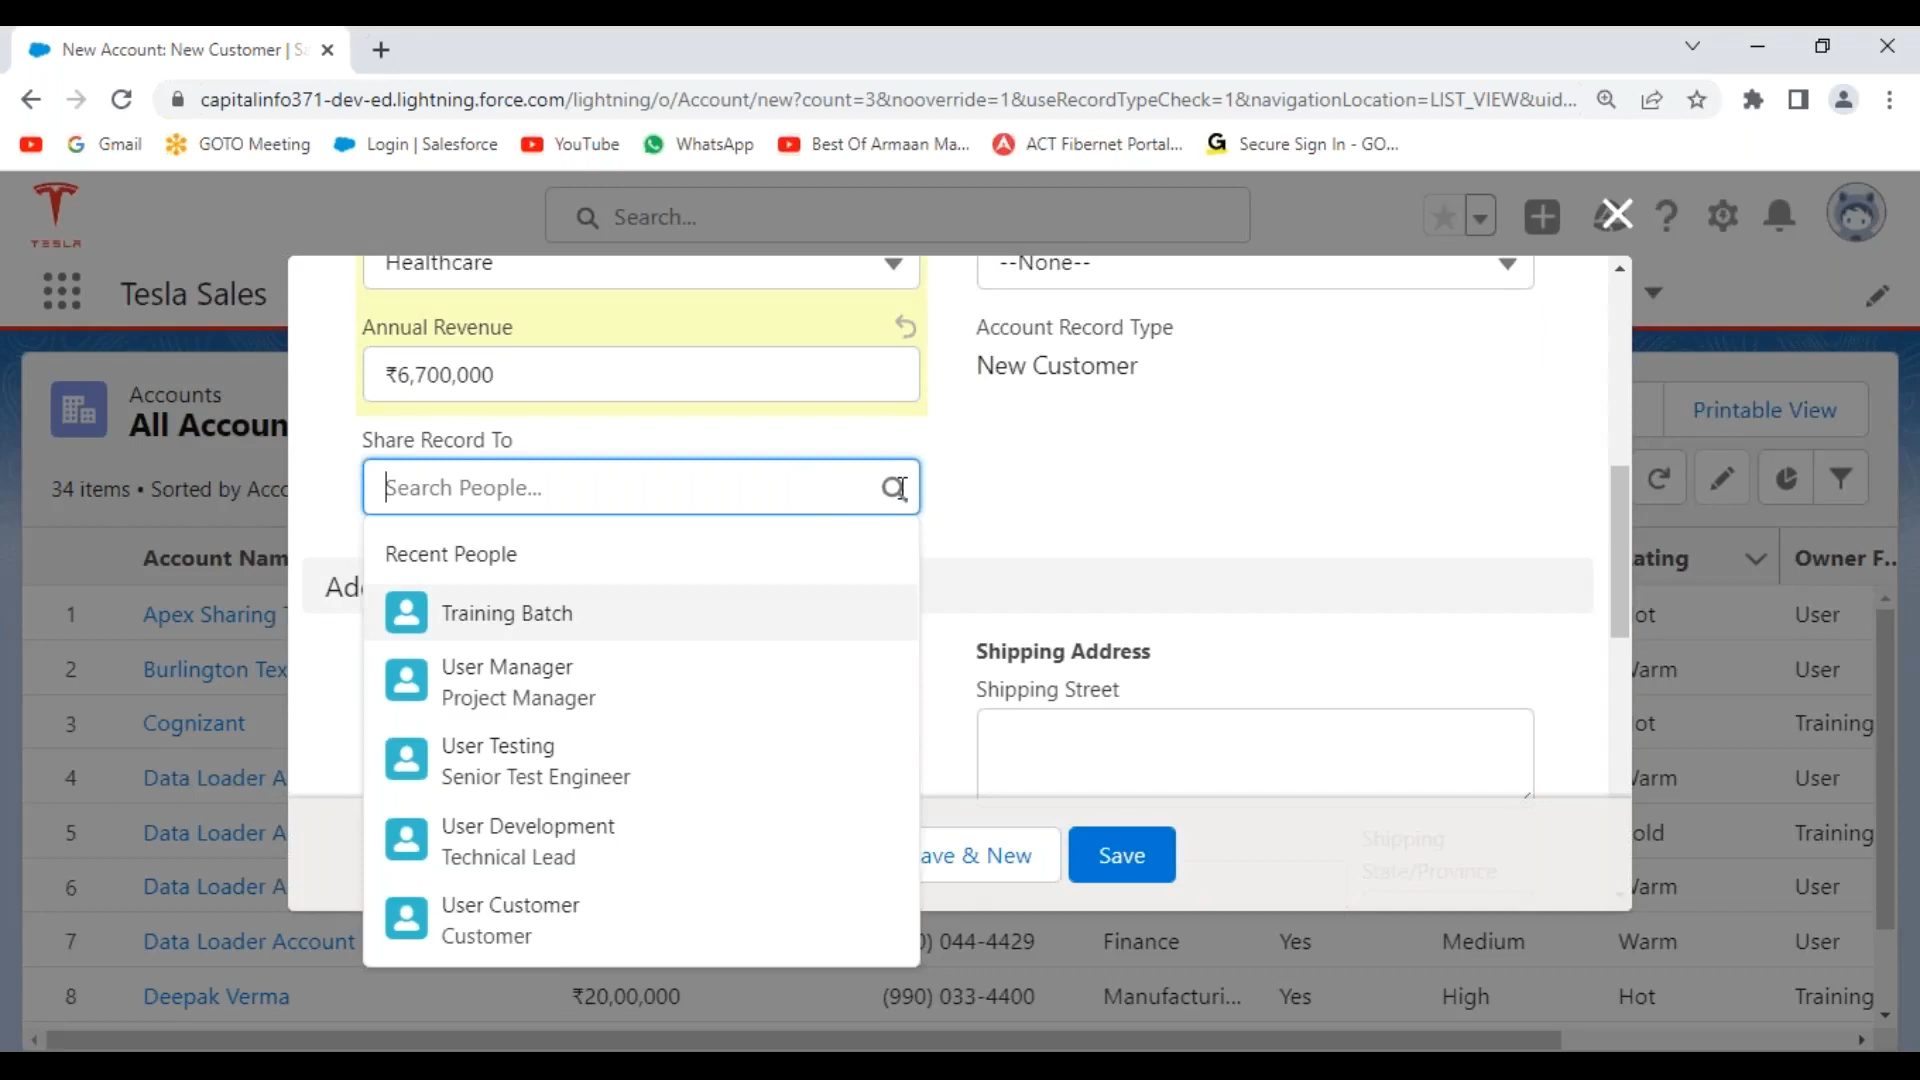 New Account: New Customer | Sa
capitalinfo371-dev-ed.lightning.force.com/lightning/o/Account/new?count=3&nooverride=1&useRecordTypeCheck=1&navigationLocation=LIST_VIEW&uid...
Gmail GOTO Meeting Login | Salesforce YouTube WhatsApp Best Of Armaan Ma... ACT Fibernet Portal... Secure Sign In - GO...
TESLA
Search...
Tesla Sales
Healthcare
--None--
Annual Revenue
₹6,700,000
Account Record Type
New Customer
Share Record To
Search People...
Recent People
Training Batch
User Manager
Project Manager
User Testing
Senior Test Engineer
User Development
Technical Lead
User Customer
Customer
Shipping Address
Shipping Street
Shipping
State/Province
ave & New
Save
Accounts
All Accoun
34 items • Sorted by Acc
Printable View
Account Nam ating Owner F...
1 Apex Sharing ot User
2 Burlington Tex Warm User
3 Cognizant ot Training
4 Data Loader A Warm User
5 Data Loader A old Training
6 Data Loader A Warm User
7 Data Loader Account ) 044-4429 Finance Yes Medium Warm User
8 Deepak Verma ₹20,00,000 (990) 033-4400 Manufacturi... Yes High Hot Training